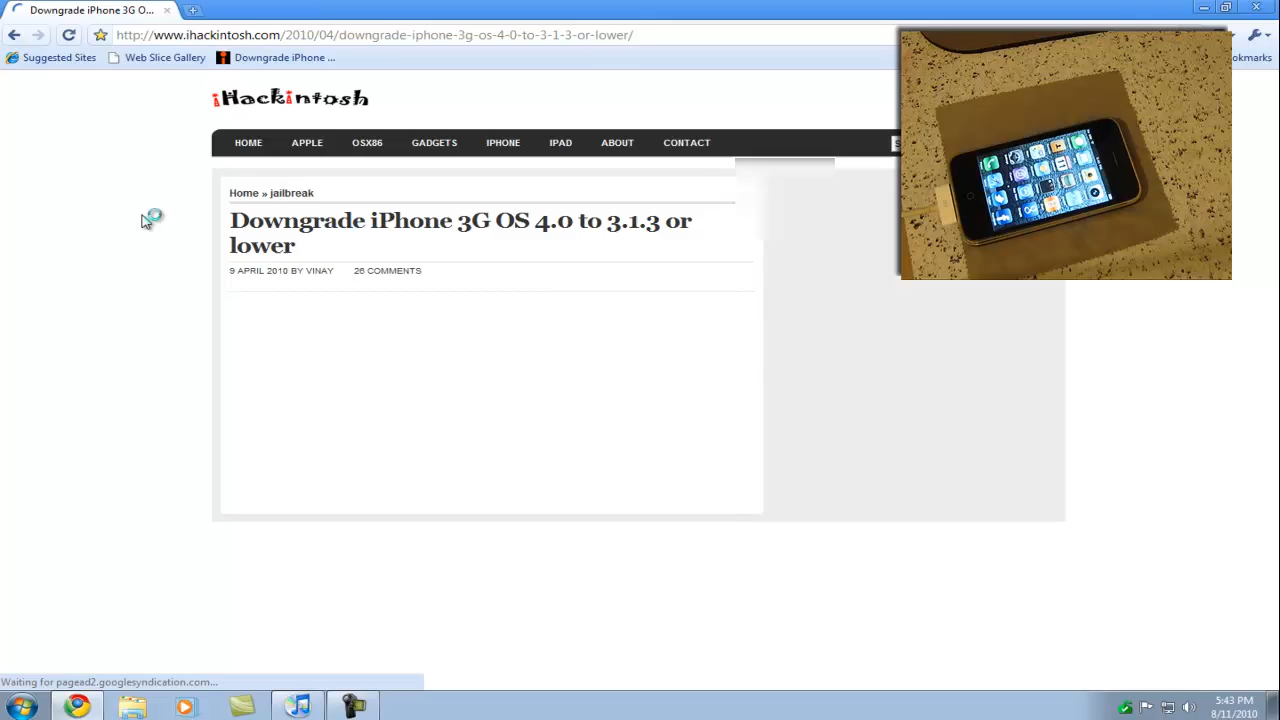 Downgrade iPhone 3G O...
http://www.ihackintosh.com/2010/04/downgrade-iphone-3g-os-4-0-to-3-1-3-or-lower/
Suggested Sites
Web Slice Gallery
Downgrade iPhone ...
okmarks
iHackintosh
HOME APPLE OSX86 GADGETS IPHONE IPAD ABOUT CONTACT
Home » jailbreak
Downgrade iPhone 3G OS 4.0 to 3.1.3 or
lower
9 APRIL 2010 BY VINAY 26 COMMENTS
Waiting for pagead2.googlesyndication.com...
5:43 PM
8/11/2010